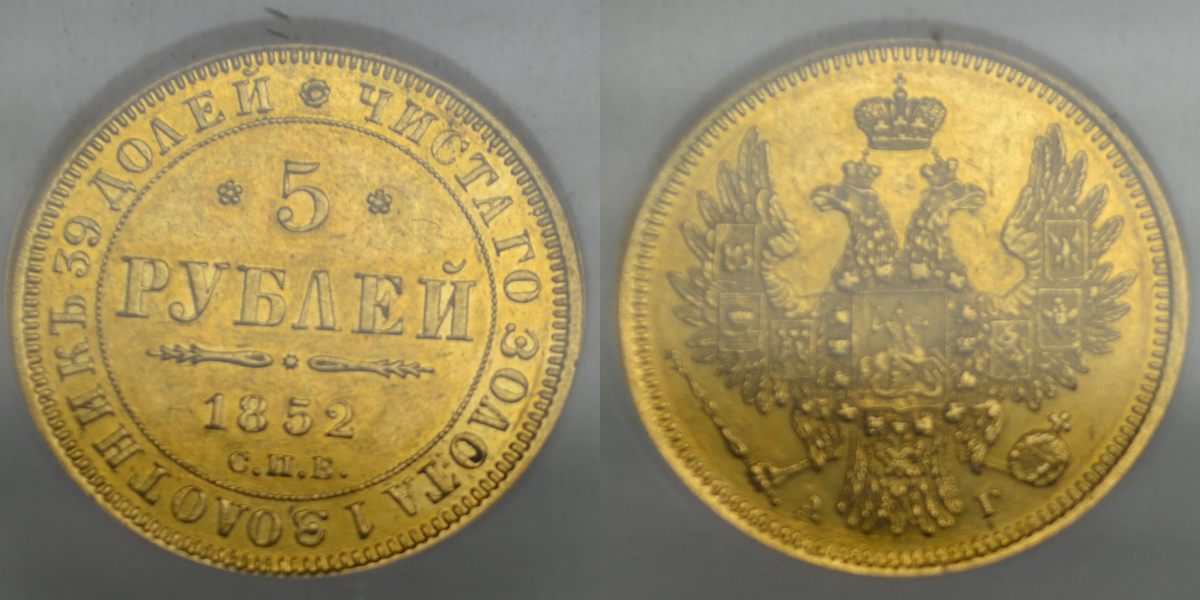 ЧИСТАГО ЗОЛОТА 1 ЗОЛОТНИКЪ 39 ДОЛЕЙ
5
РУБЛЕЙ
1852
С.П.Б.
А Г